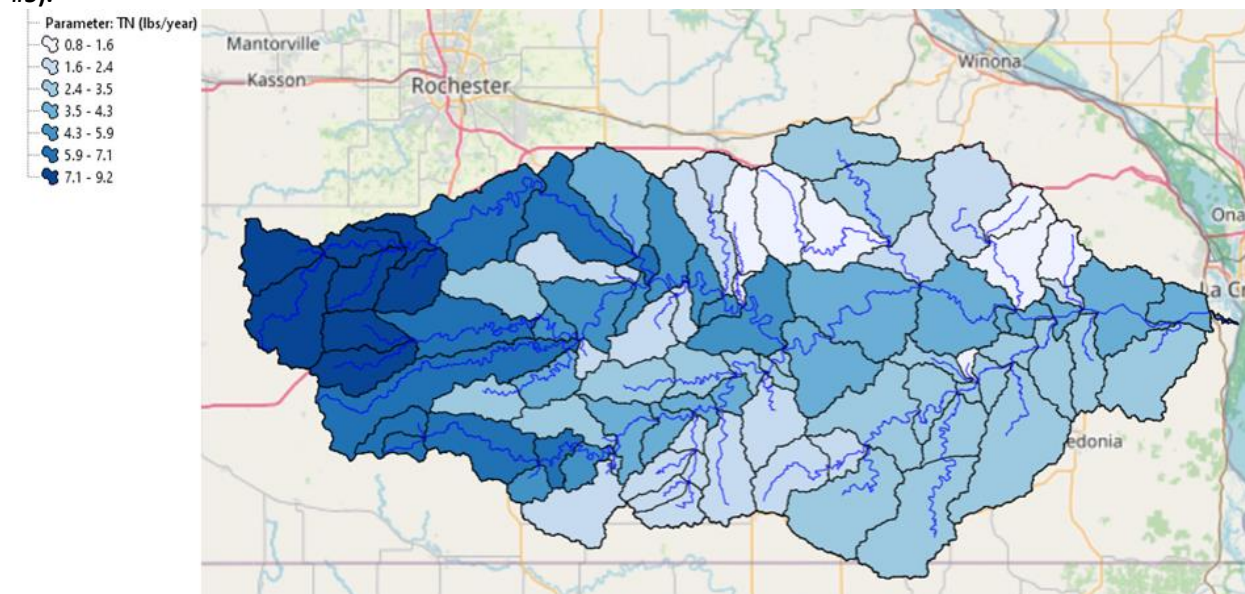 #3).
Parameter: TN (lbs/year)
0.8 - 1.6
1.6 - 2.4
2.4 - 3.5
3.5 - 4.3
4.3 - 5.9
5.9 - 7.1
7.1 - 9.2
Mantorville
Kasson
Rochester
Winona
Ona
La Cr
edonia